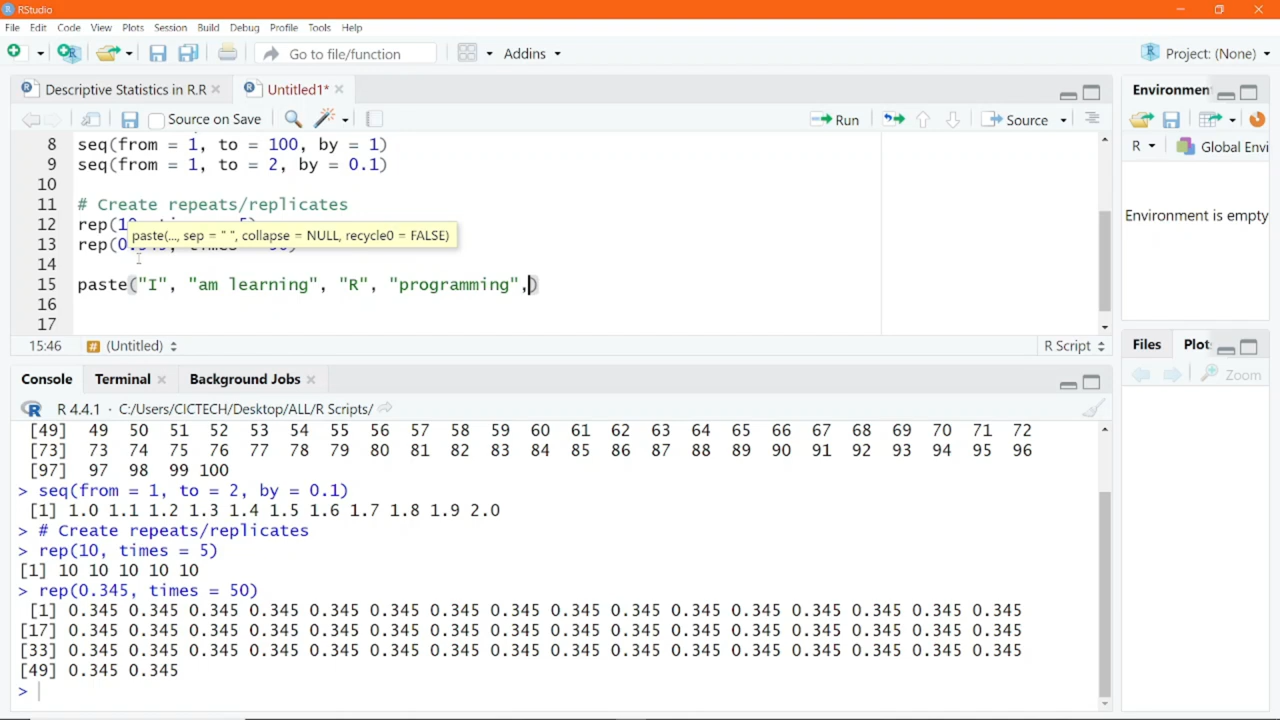 RStudio
File Edit Code View Plots Session Build Debug Profile Tools Help
Go to file/function Addins Project: (None)
Descriptive Statistics in R.R Untitled1* Environmen
Source on Save Run Source
R Global Envi
8 seq(from = 1, to = 100, by = 1)
9 seq(from = 1, to = 2, by = 0.1)
10
11 # Create repeats/replicates
12 rep(10
paste(..., sep = " ", collapse = NULL, recycle0 = FALSE)
13 rep(0.345, times = 50)
14
15 paste("I", "am learning", "R", "programming",)
16
17
Environment is empty
15:46 # (Untitled) R Script
Files Plot
Zoom
Console Terminal Background Jobs
R R 4.4.1 · C:/Users/CICTECH/Desktop/ALL/R Scripts/
[49] 49 50 51 52 53 54 55 56 57 58 59 60 61 62 63 64 65 66 67 68 69 70 71 72
[73] 73 74 75 76 77 78 79 80 81 82 83 84 85 86 87 88 89 90 91 92 93 94 95 96
[97] 97 98 99 100
> seq(from = 1, to = 2, by = 0.1)
[1] 1.0 1.1 1.2 1.3 1.4 1.5 1.6 1.7 1.8 1.9 2.0
> # Create repeats/replicates
> rep(10, times = 5)
[1] 10 10 10 10 10
> rep(0.345, times = 50)
[1] 0.345 0.345 0.345 0.345 0.345 0.345 0.345 0.345 0.345 0.345 0.345 0.345 0.345 0.345 0.345 0.345
[17] 0.345 0.345 0.345 0.345 0.345 0.345 0.345 0.345 0.345 0.345 0.345 0.345 0.345 0.345 0.345 0.345
[33] 0.345 0.345 0.345 0.345 0.345 0.345 0.345 0.345 0.345 0.345 0.345 0.345 0.345 0.345 0.345 0.345
[49] 0.345 0.345
>